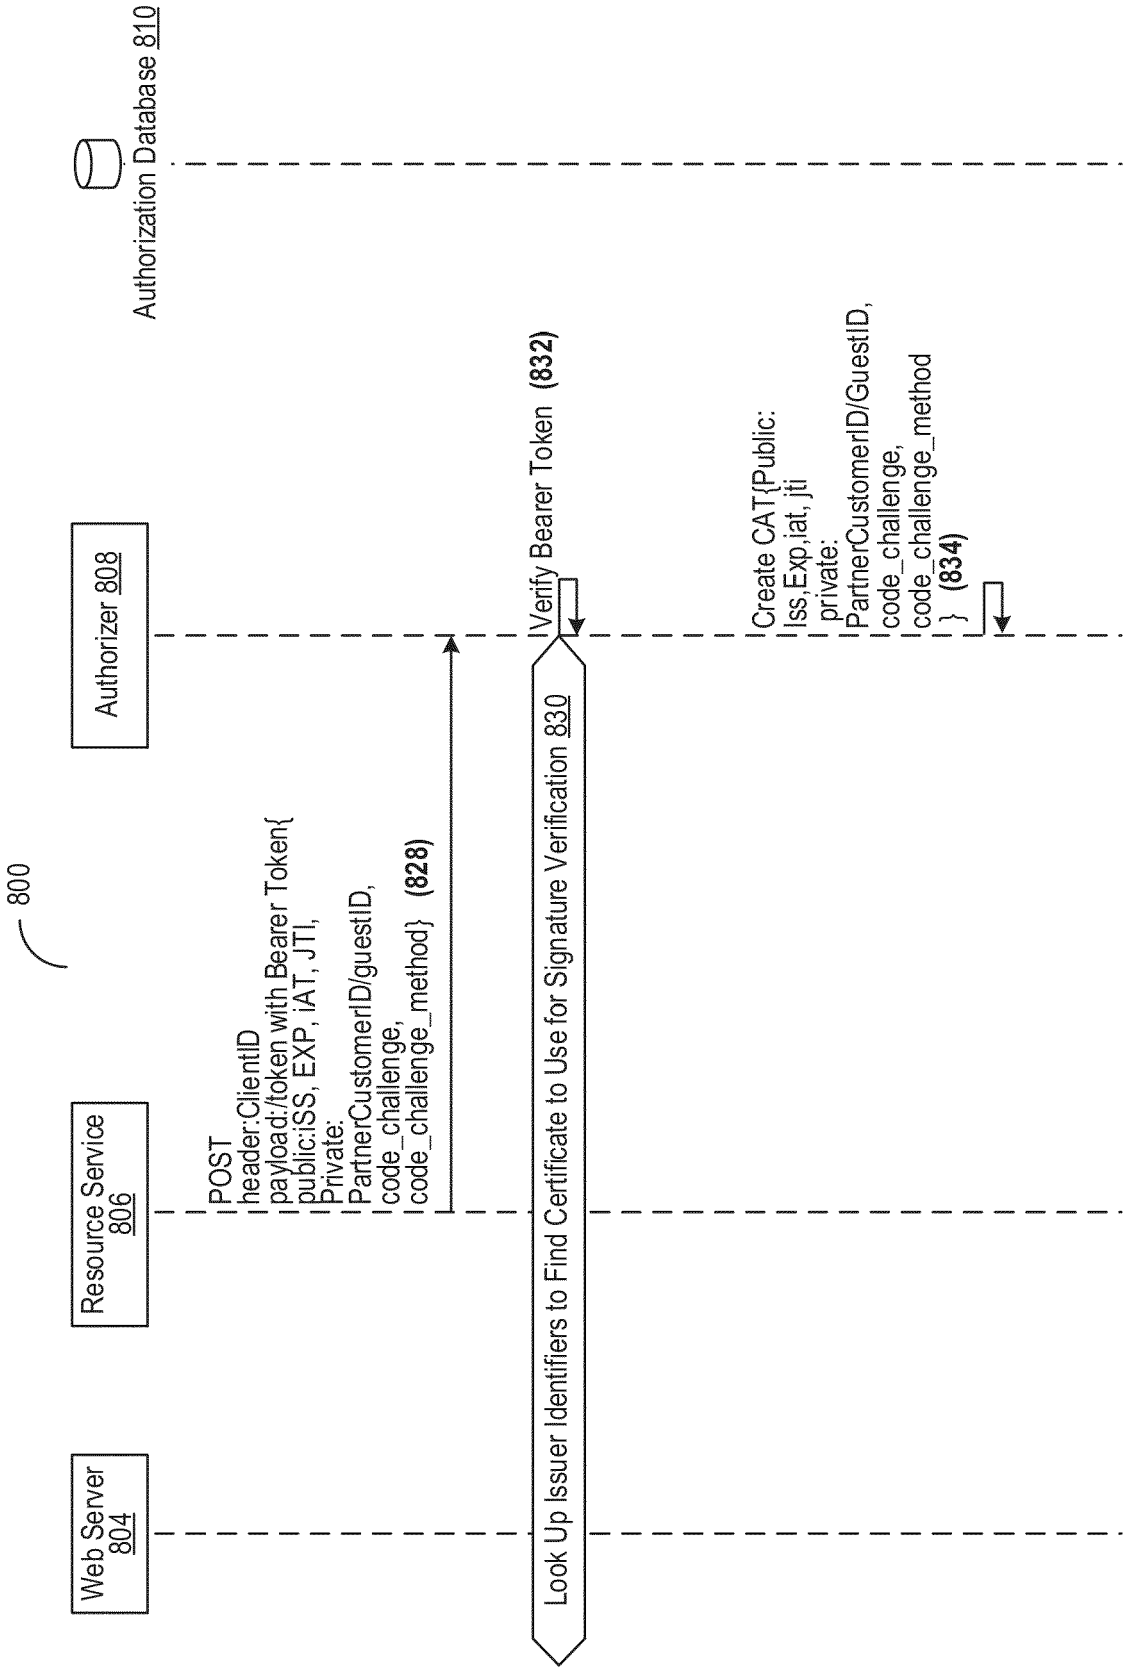 800
Web Server
804
Resource Service
806
Authorizer 808
Authorization Database 810
POST
header:ClientID
payload:/token with Bearer Token{
public:iSS, EXP, iAT, JTI,
Private:
PartnerCustomerID/guestID,
code_challenge,
code_challenge_method} (828)
Look Up Issuer Identifiers to Find Certificate to Use for Signature Verification 830
Verify Bearer Token (832)
Create CAT{Public:
Iss,Exp,iat, jti
private:
PartnerCustomerID/GuestID,
code_challenge,
code_challenge_method
} (834)